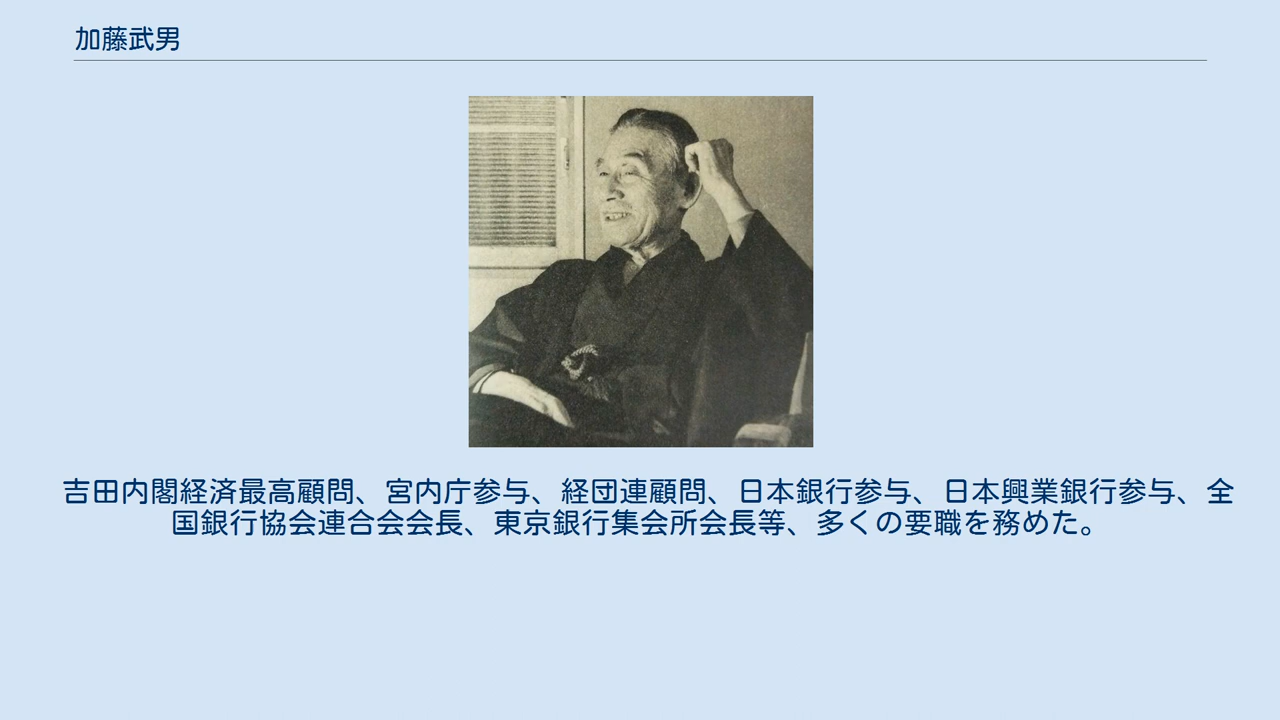 加藤武男
吉田内閣経済最高顧問、宮内庁参与、経団連顧問、日本銀行参与、日本興業銀行参与、全
国銀行協会連合会会長、東京銀行集会所会長等、多くの要職を務めた。